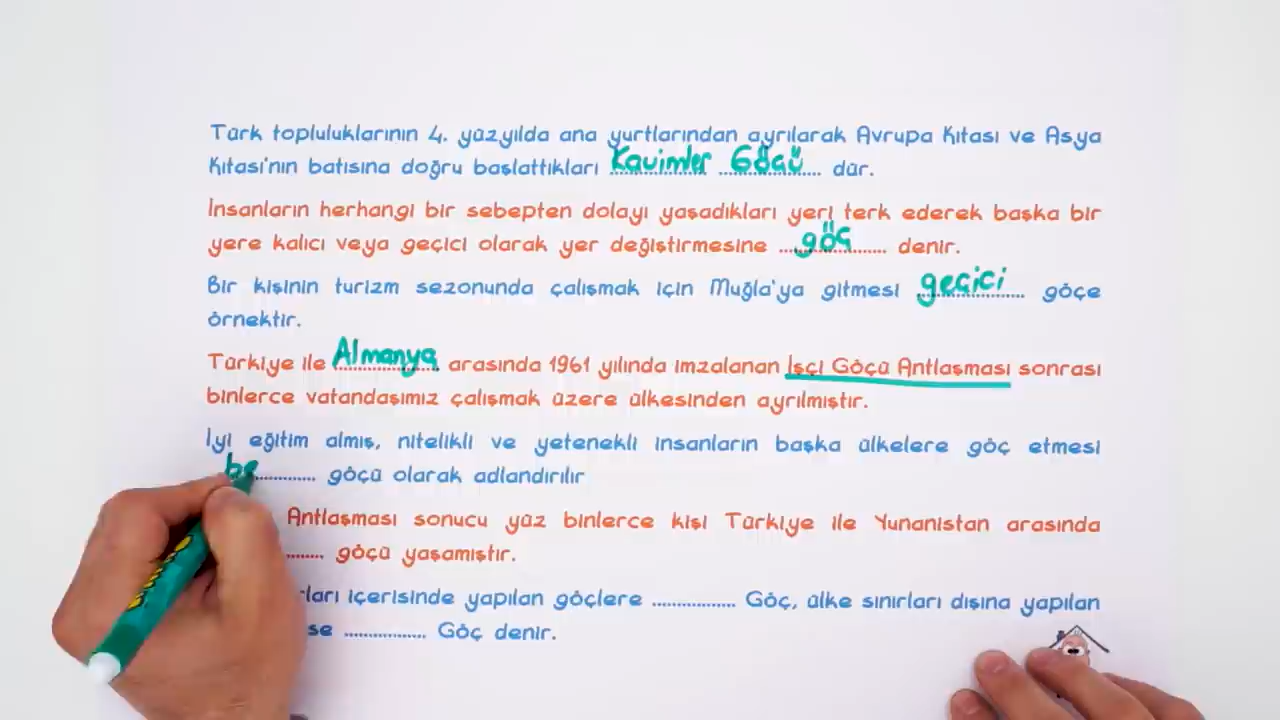 Türk topluluklarının 4. yüzyılda ana yurtlarından ayrılarak Avrupa Kıtası ve Asya
Kıtası'nın batısına doğru başlattıkları Kavimler Göçü dür.
İnsanların herhangi bir sebepten dolayı yaşadıkları yeri terk ederek başka bir
yere kalıcı veya geçici olarak yer değiştirmesine ...göç......... denir.
Bir kişinin turizm sezonunda çalışmak için Muğla'ya gitmesi geçici... göçe
örnektir.
Türkiye ile Almanya arasında 1961 yılında imzalanan İşçi Göçü Antlaşması sonrası
binlerce vatandaşımız çalışmak üzere ülkesinden ayrılmıştır.
İyi eğitim almış, nitelikli ve yetenekli insanların başka ülkelere göç etmesi
be............ göçü olarak adlandırılır
Antlaşması sonucu yüz binlerce kişi Türkiye ile Yunanistan arasında
....... göçü yaşamıştır.
ları içerisinde yapılan göçlere ............... Göç, ülke sınırları dışına yapılan
se ............... Göç denir.